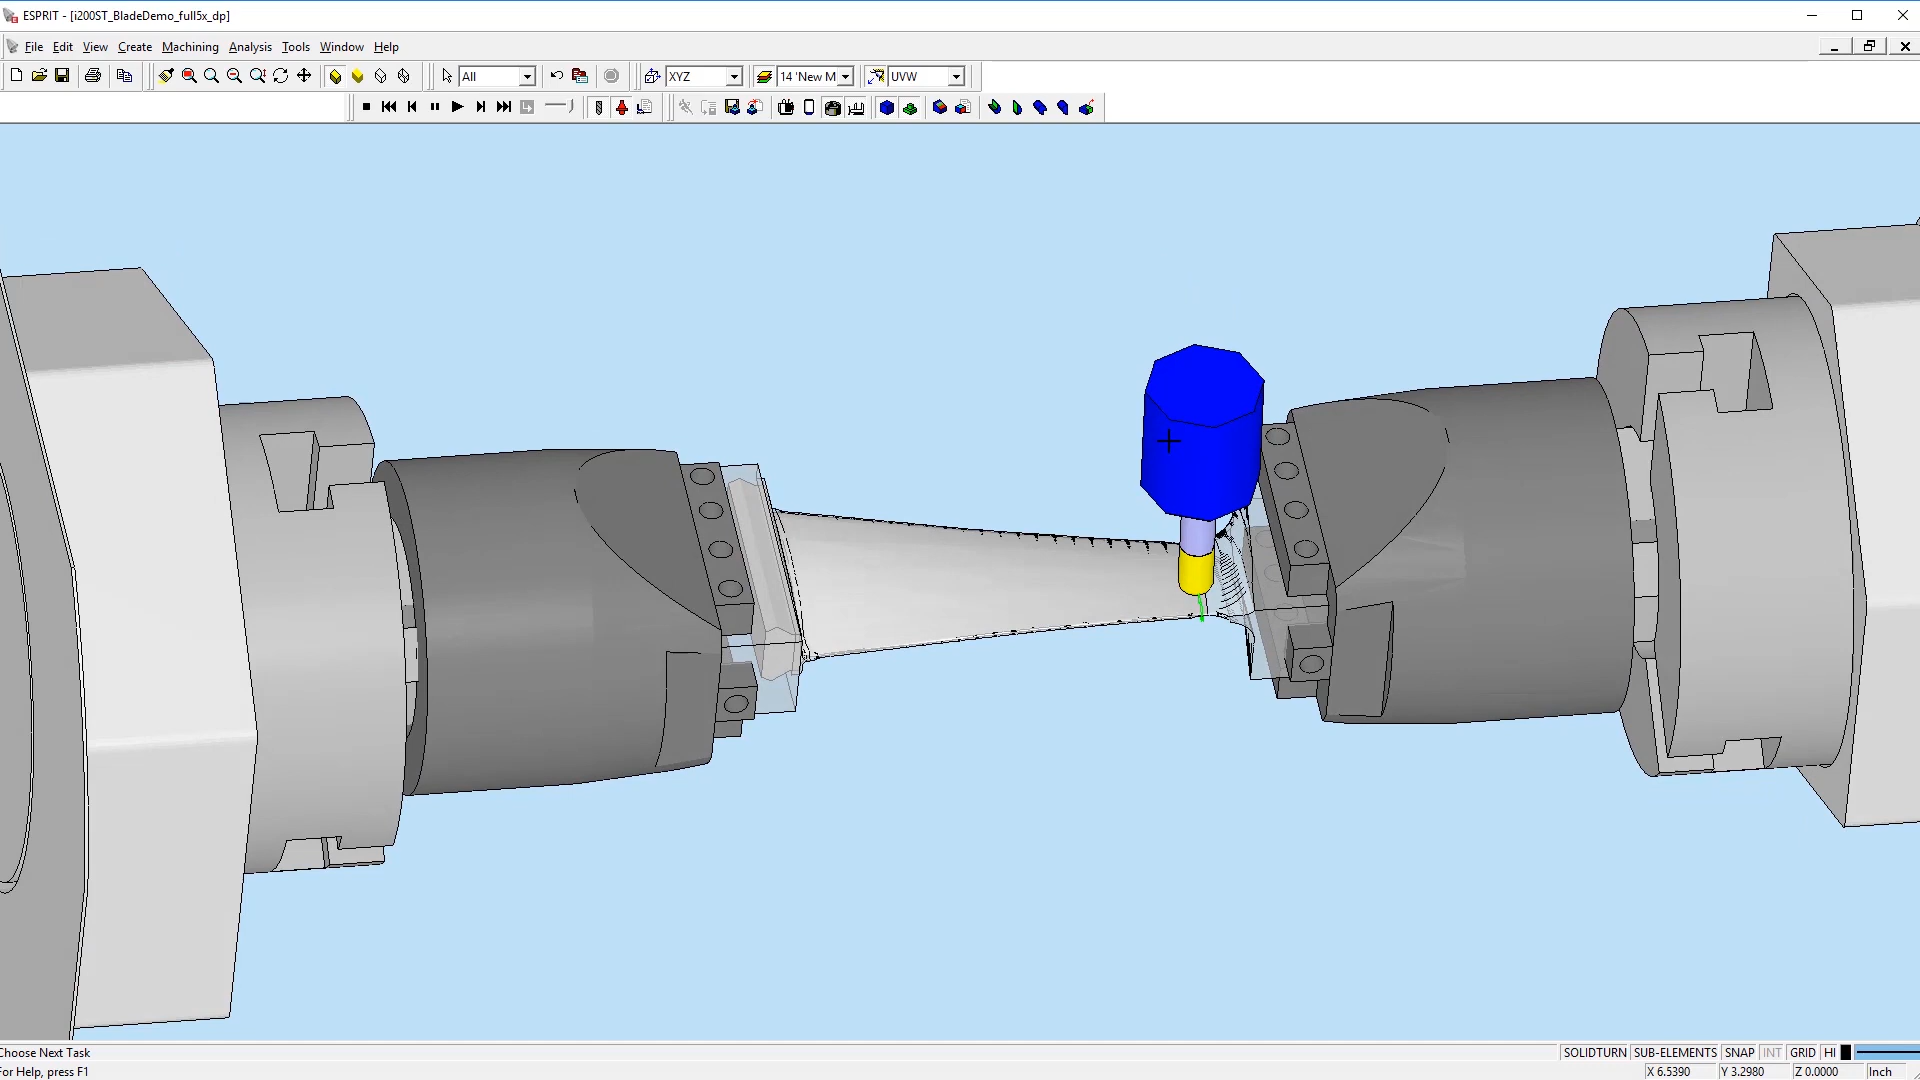 ESPRIT - [i200ST_BladeDemo_full5x_dp]
File Edit View Create Machining Analysis Tools Window Help
All XYZ 14 'New M UVW
Choose Next Task SOLIDTURN SUB-ELEMENTS SNAP INT GRID HI
For Help, press F1 X 6.5390 Y 3.2980 Z 0.0000 Inch